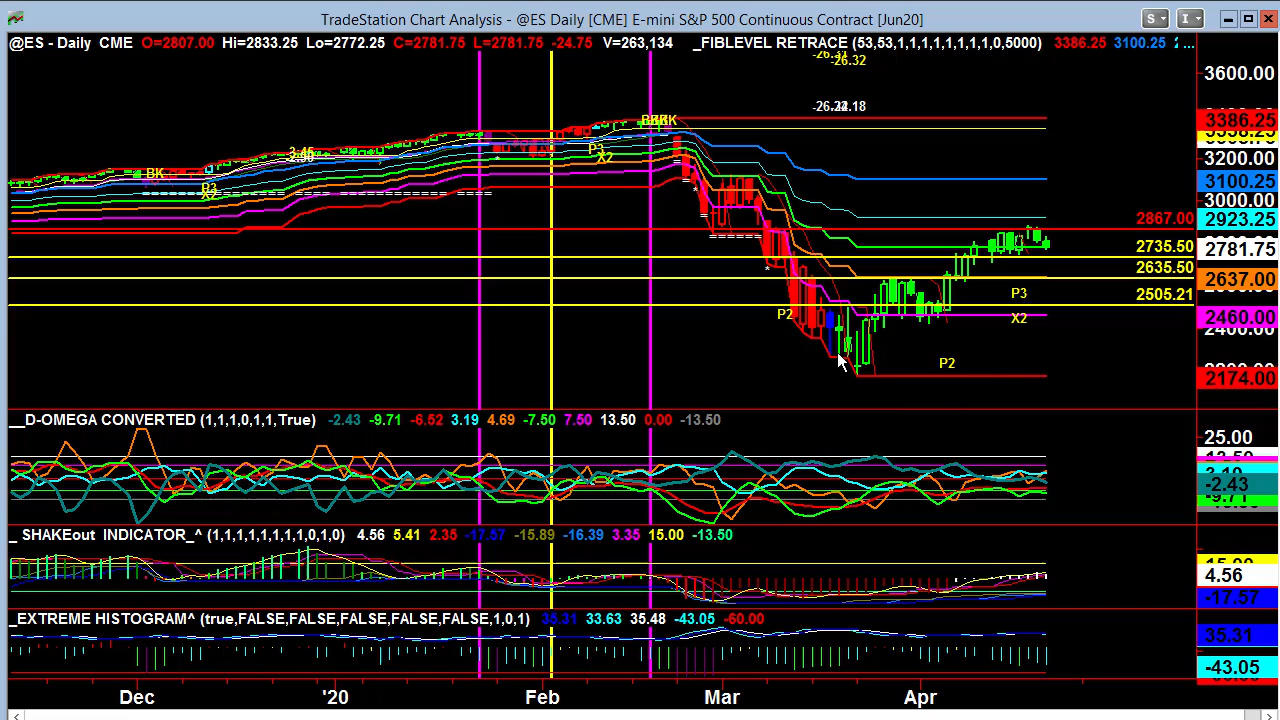 TradeStation Chart Analysis - @ES Daily [CME] E-mini S&P 500 Continuous Contract [Jun20]
S
I
@ES - Daily CME O=2807.00 Hi=2833.25 Lo=2772.25 C=2781.75 L=2781.75 -24.75 V=263,134 _FIBLEVEL RETRACE (53,53,1,1,1,1,1,1,1,1,0,5000) 3386.25 3100.25 ...
-26.32
3600.00
3386.25
3200.00
3100.25
3000.00
2867.00
2923.25
2735.50
2781.75
2635.50
2637.00
2505.21
2460.00
2400.00
2174.00
BK
P3
X2
P3
X2
P2
P3
X2
P2
__D-OMEGA CONVERTED (1,1,1,0,1,1,True) -2.43 -9.71 -6.52 3.19 4.69 -7.50 7.50 13.50 0.00 -13.50
25.00
-2.43
_ SHAKEout INDICATOR_^ (1,1,1,1,1,1,1,1,0,1,0) 4.56 5.41 2.35 -17.57 -15.89 -16.39 3.35 15.00 -13.50
4.56
-17.57
_EXTREME HISTOGRAM^ (true,FALSE,FALSE,FALSE,FALSE,FALSE,1,0,1) 35.31 33.63 35.48 -43.05 -60.00
35.31
-43.05
Dec '20 Feb Mar Apr